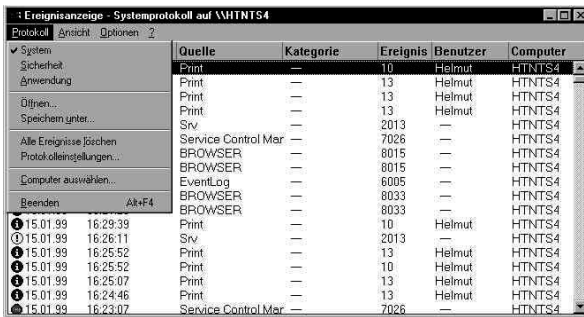 Ereignisanzeige - Systemprotokoll auf \\HTNTS4
Protokoll Ansicht Optionen ?
✔ System
Sicherheit
Anwendung
Öffnen...
Speichern unter...
Alle Ereignisse löschen
Protokolleinstellungen...
Computer auswählen...
Beenden Alt+F4
Quelle Kategorie Ereignis Benutzer Computer
Print — 10 Helmut HTNTS4
Print — 13 Helmut HTNTS4
Print — 13 Helmut HTNTS4
Print — 13 Helmut HTNTS4
Srv — 2013 — HTNTS4
Service Control Mar — 7026 — HTNTS4
BROWSER — 8015 — HTNTS4
BROWSER — 8015 — HTNTS4
EventLog — 6005 — HTNTS4
BROWSER — 8033 — HTNTS4
BROWSER — 8033 — HTNTS4
15.01.99 16:29:39 Print — 10 Helmut HTNTS4
15.01.99 16:26:11 Srv — 2013 — HTNTS4
15.01.99 16:25:52 Print — 13 Helmut HTNTS4
15.01.99 16:25:52 Print — 10 Helmut HTNTS4
15.01.99 16:25:07 Print — 13 Helmut HTNTS4
15.01.99 16:24:46 Print — 13 Helmut HTNTS4
15.01.99 16:23:07 Service Control Mar — 7026 — HTNTS4